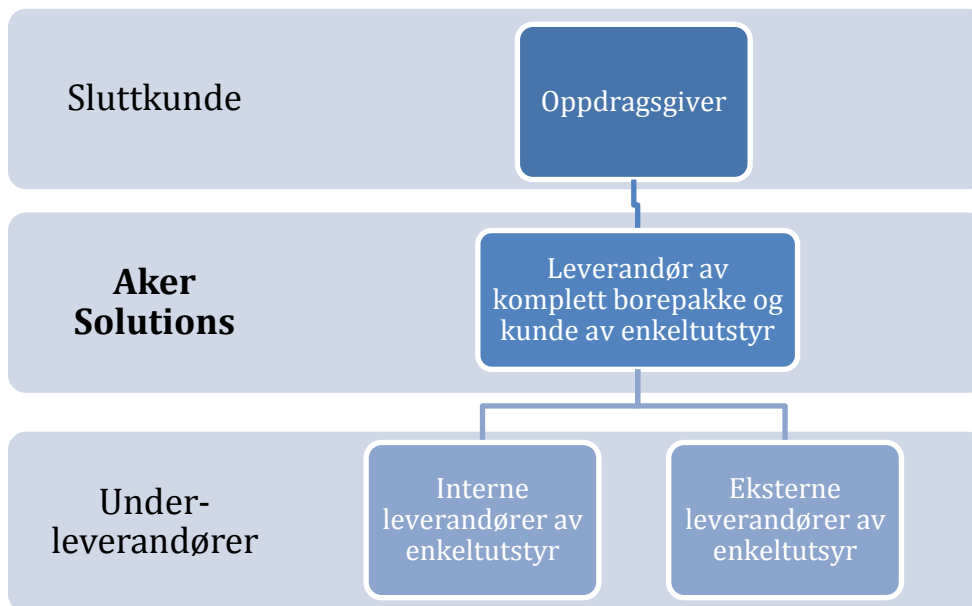 Sluttkunde
Oppdragsgiver
Aker
Solutions
Leverandør av
komplett borepakke og
kunde av enkeltutstyr
Under-
leverandører
Interne
leverandører av
enkeltutstyr
Eksterne
leverandører av
enkeltutsyr